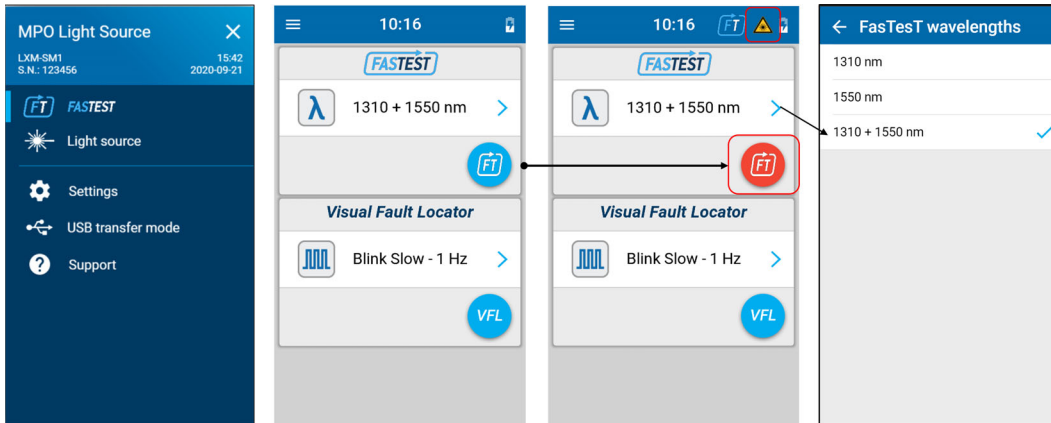 MPO Light Source
LXM-SM1 15:42
S.N.: 123456 2020-09-21
FT FASTEST
Light source
Settings
USB transfer mode
? Support
10:16
FASTEST
λ 1310 + 1550 nm
FT
Visual Fault Locator
Blink Slow - 1 Hz
VFL
10:16 FT
FASTEST
λ 1310 + 1550 nm
FT
Visual Fault Locator
Blink Slow - 1 Hz
VFL
FasTesT wavelengths
1310 nm
1550 nm
1310 + 1550 nm